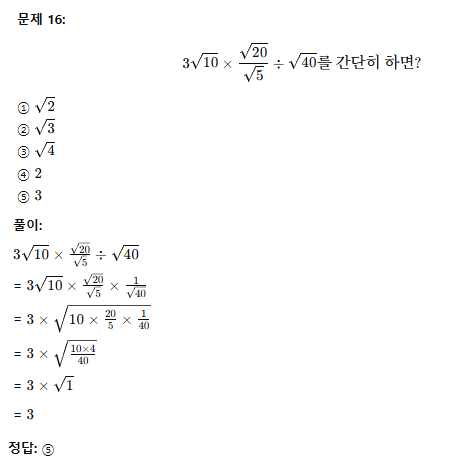 문제 16:
3√10 × √20/√5 ÷ √40를 간단히 하면?
① √2
② √3
③ √4
④ 2
⑤ 3
풀이:
3√10 × √20/√5 ÷ √40
= 3√10 × √20/√5 × 1/√40
= 3 × √(10 × 20/5 × 1/40)
= 3 × √(10×4/40)
= 3 × √1
= 3
정답: ⑤